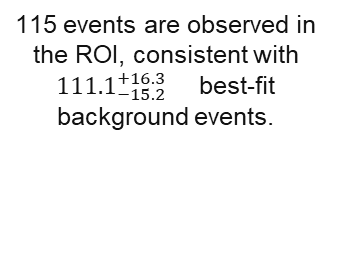 115 events are observed in
the ROI, consistent with
111.1⁺¹⁶·³₋₁₅.₂ best-fit
background events.